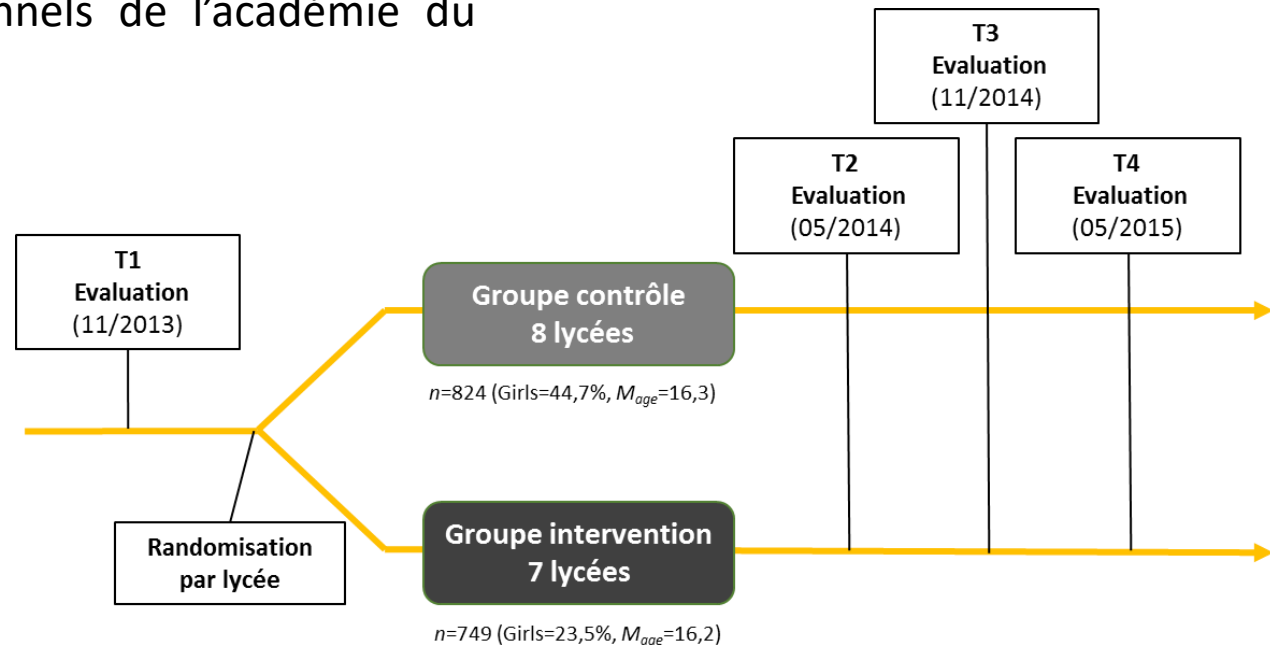 nnels de l’académie du
T3
Evaluation
(11/2014)
T2
Evaluation
(05/2014)
T4
Evaluation
(05/2015)
T1
Evaluation
(11/2013)
Groupe contrôle
8 lycées
n=824 (Girls=44,7%, Mage=16,3)
Randomisation
par lycée
Groupe intervention
7 lycées
n=749 (Girls=23,5%, Mage=16,2)